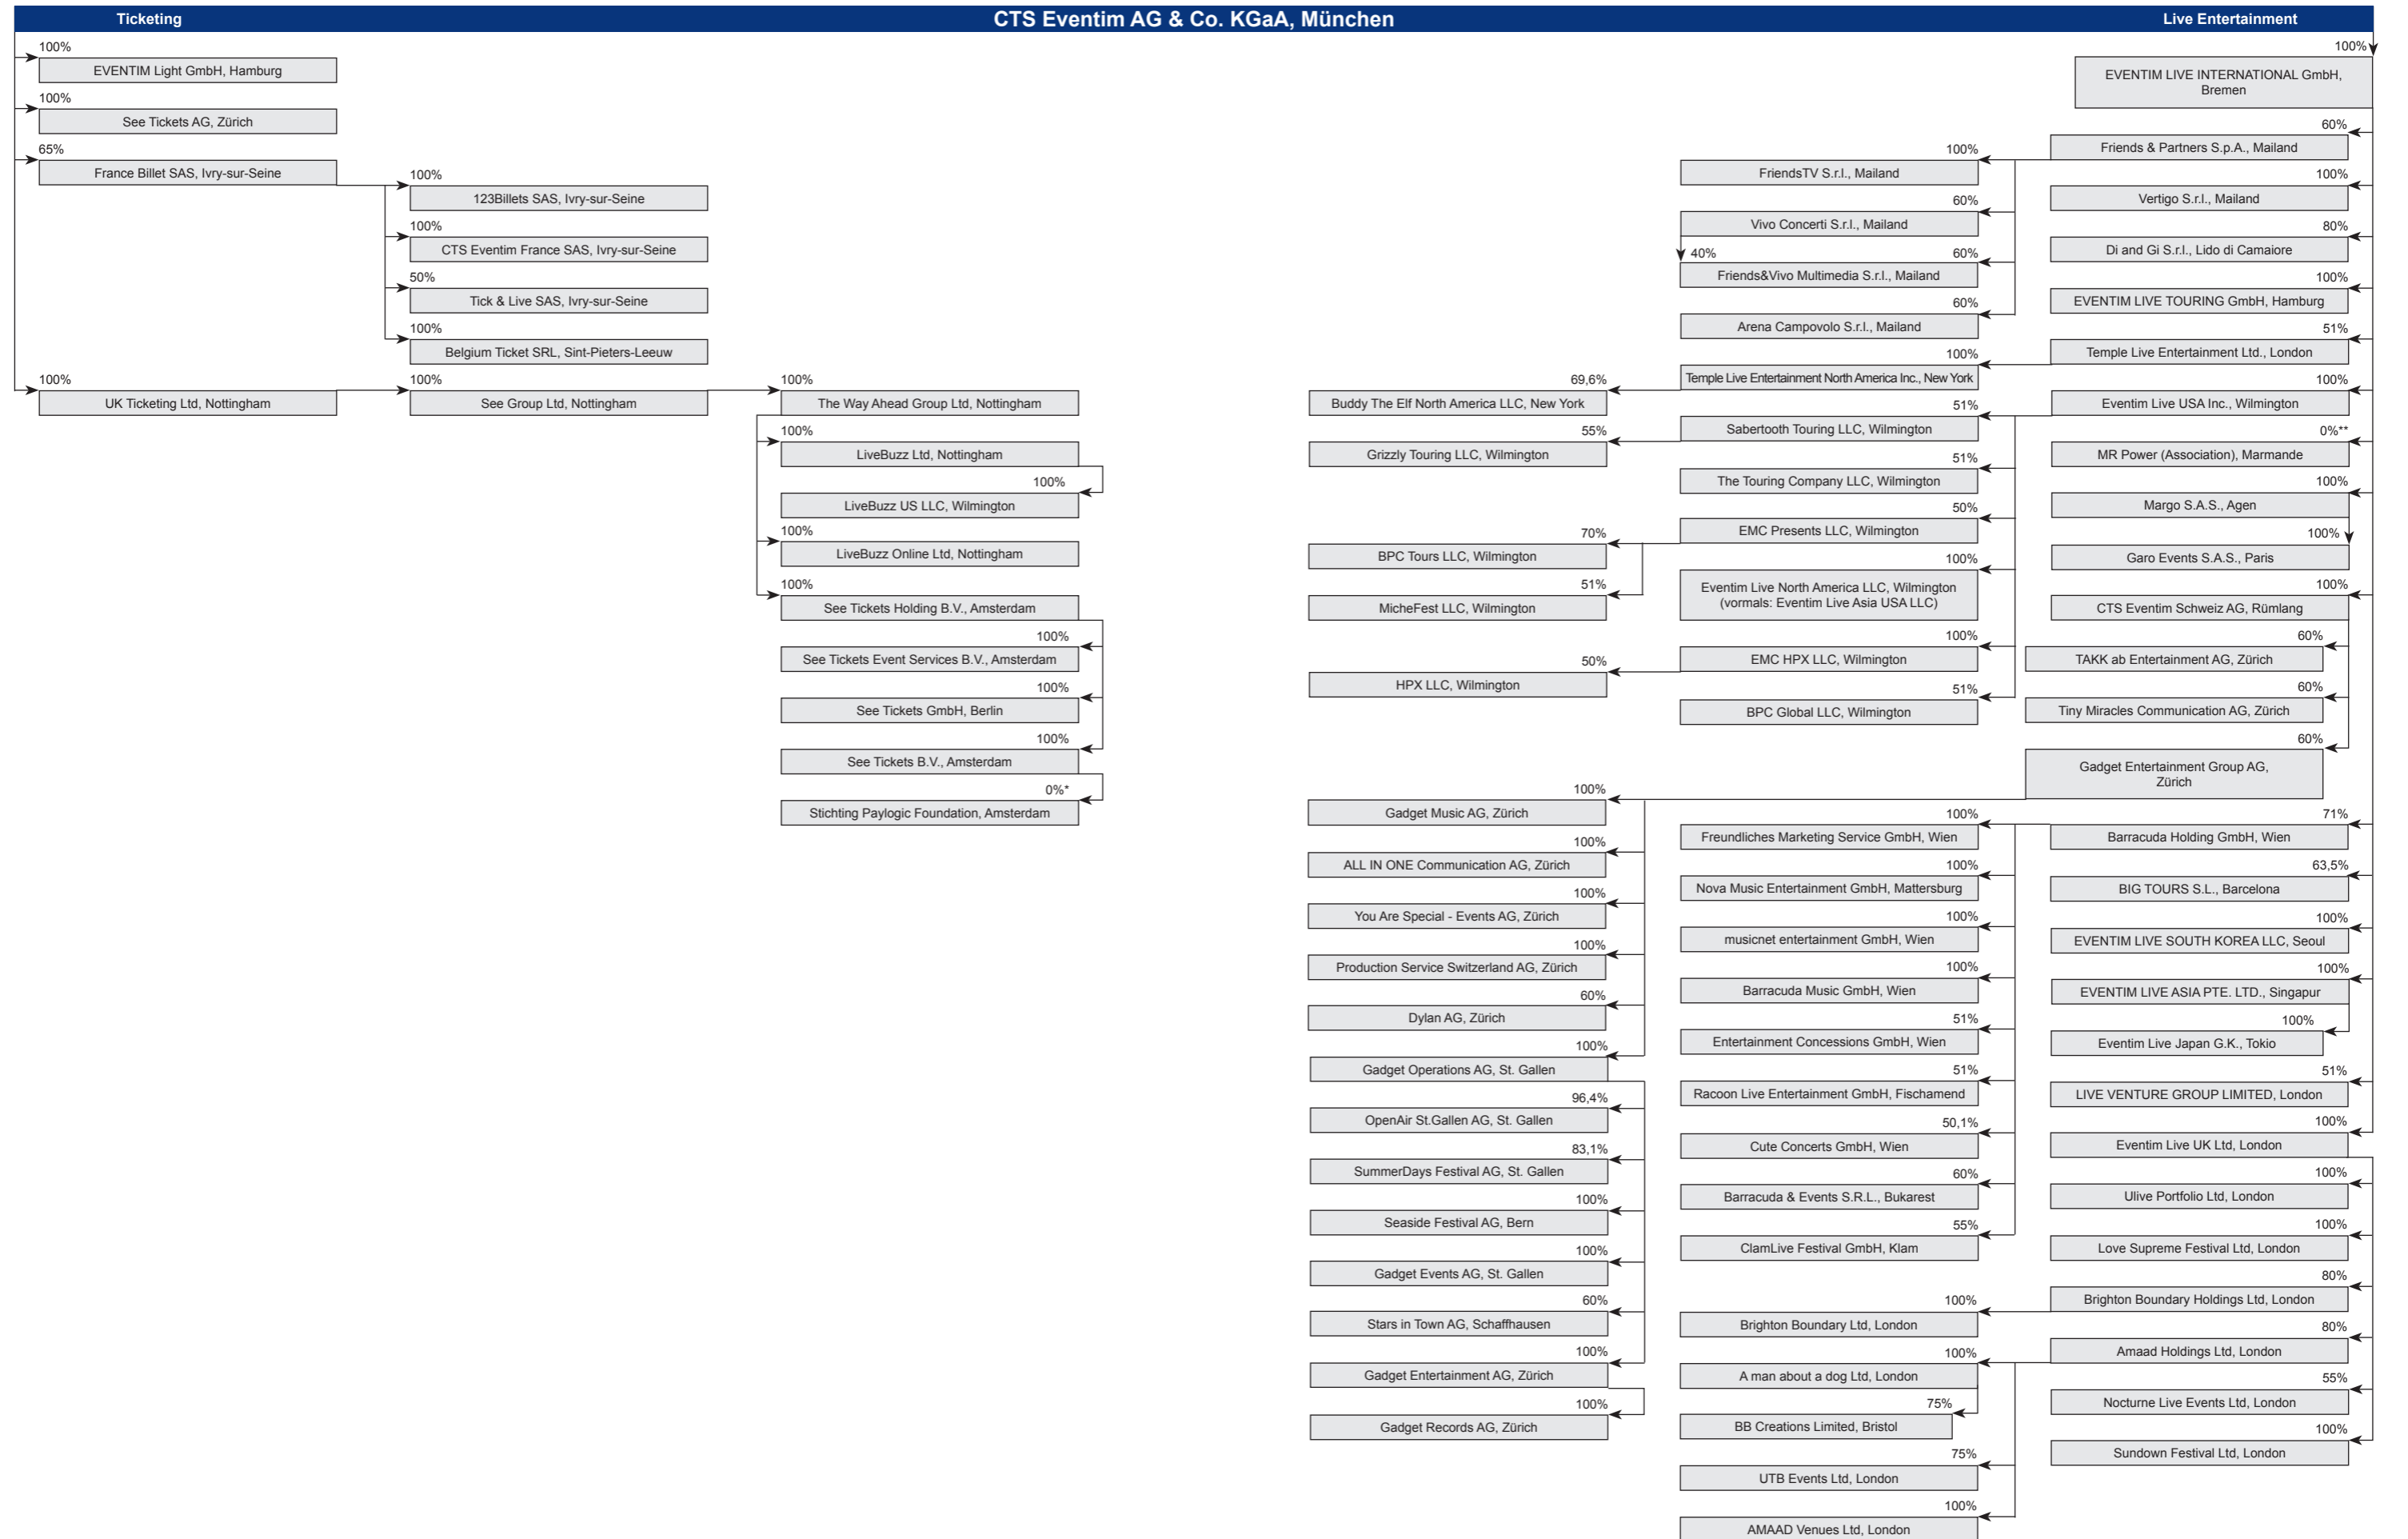 Ticketing
CTS Eventim AG & Co. KGaA, München
Live Entertainment
100%
EVENTIM Light GmbH, Hamburg
100%
See Tickets AG, Zürich
65%
France Billet SAS, Ivry-sur-Seine
100%
123Billets SAS, Ivry-sur-Seine
100%
CTS Eventim France SAS, Ivry-sur-Seine
50%
Tick & Live SAS, Ivry-sur-Seine
100%
Belgium Ticket SRL, Sint-Pieters-Leeuw
100%
UK Ticketing Ltd, Nottingham
100%
See Group Ltd, Nottingham
100%
The Way Ahead Group Ltd, Nottingham
100%
LiveBuzz Ltd, Nottingham
100%
LiveBuzz US LLC, Wilmington
100%
LiveBuzz Online Ltd, Nottingham
100%
See Tickets Holding B.V., Amsterdam
100%
See Tickets Event Services B.V., Amsterdam
100%
See Tickets GmbH, Berlin
100%
See Tickets B.V., Amsterdam
0%*
Stichting Paylogic Foundation, Amsterdam
69,6%
Buddy The Elf North America LLC, New York
55%
Grizzly Touring LLC, Wilmington
70%
BPC Tours LLC, Wilmington
51%
MicheFest LLC, Wilmington
50%
HPX LLC, Wilmington
100%
Gadget Music AG, Zürich
100%
ALL IN ONE Communication AG, Zürich
100%
You Are Special - Events AG, Zürich
100%
Production Service Switzerland AG, Zürich
60%
Dylan AG, Zürich
100%
Gadget Operations AG, St. Gallen
96,4%
OpenAir St.Gallen AG, St. Gallen
83,1%
SummerDays Festival AG, St. Gallen
100%
Seaside Festival AG, Bern
100%
Gadget Events AG, St. Gallen
60%
Stars in Town AG, Schaffhausen
100%
Gadget Entertainment AG, Zürich
100%
Gadget Records AG, Zürich
100%
FriendsTV S.r.l., Mailand
60%
Vivo Concerti S.r.l., Mailand
40%
60%
Friends&Vivo Multimedia S.r.l., Mailand
60%
Arena Campovolo S.r.l., Mailand
100%
Temple Live Entertainment North America Inc., New York
51%
Sabertooth Touring LLC, Wilmington
51%
The Touring Company LLC, Wilmington
50%
EMC Presents LLC, Wilmington
100%
Eventim Live North America LLC, Wilmington
(vormals: Eventim Live Asia USA LLC)
100%
EMC HPX LLC, Wilmington
51%
BPC Global LLC, Wilmington
100%
Freundliches Marketing Service GmbH, Wien
100%
Nova Music Entertainment GmbH, Mattersburg
100%
musicnet entertainment GmbH, Wien
100%
Barracuda Music GmbH, Wien
51%
Entertainment Concessions GmbH, Wien
51%
Racoon Live Entertainment GmbH, Fischamend
50,1%
Cute Concerts GmbH, Wien
60%
Barracuda & Events S.R.L., Bukarest
55%
ClamLive Festival GmbH, Klam
100%
Brighton Boundary Ltd, London
100%
A man about a dog Ltd, London
75%
BB Creations Limited, Bristol
75%
UTB Events Ltd, London
100%
AMAAD Venues Ltd, London
100%
EVENTIM LIVE INTERNATIONAL GmbH,
Bremen
60%
Friends & Partners S.p.A., Mailand
100%
Vertigo S.r.l., Mailand
80%
Di and Gi S.r.l., Lido di Camaiore
100%
EVENTIM LIVE TOURING GmbH, Hamburg
51%
Temple Live Entertainment Ltd., London
100%
Eventim Live USA Inc., Wilmington
0%**
MR Power (Association), Marmande
100%
Margo S.A.S., Agen
100%
Garo Events S.A.S., Paris
100%
CTS Eventim Schweiz AG, Rümlang
60%
TAKK ab Entertainment AG, Zürich
60%
Tiny Miracles Communication AG, Zürich
60%
Gadget Entertainment Group AG,
Zürich
71%
Barracuda Holding GmbH, Wien
63,5%
BIG TOURS S.L., Barcelona
100%
EVENTIM LIVE SOUTH KOREA LLC, Seoul
100%
EVENTIM LIVE ASIA PTE. LTD., Singapur
100%
Eventim Live Japan G.K., Tokio
51%
LIVE VENTURE GROUP LIMITED, London
100%
Eventim Live UK Ltd, London
100%
Ulive Portfolio Ltd, London
100%
Love Supreme Festival Ltd, London
80%
Brighton Boundary Holdings Ltd, London
80%
Amaad Holdings Ltd, London
55%
Nocturne Live Events Ltd, London
100%
Sundown Festival Ltd, London